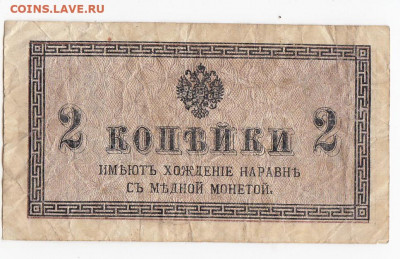 COINS.LAVE.RU
2 КОПѢЙКИ 2
ИМѢЮТЪ ХОЖДЕНІЕ НАРАВНѢ
СЪ МѢДНОЙ МОНЕТОЙ.